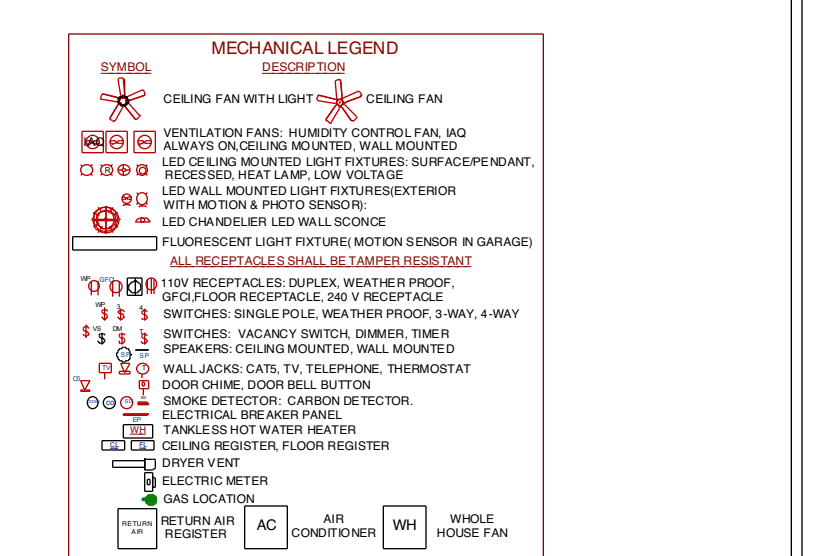 MECHANICAL LEGEND
SYMBOL DESCRIPTION
CEILING FAN WITH LIGHT CEILING FAN
IAQ VENTILATION FANS: HUMIDITY CONTROL FAN, IAQ
ALWAYS ON,CEILING MOUNTED, WALL MOUNTED
R LED CEILING MOUNTED LIGHT FIXTURES: SURFACE/PENDANT,
RECESSED, HEAT LAMP, LOW VOLTAGE
LED WALL MOUNTED LIGHT FIXTURES(EXTERIOR
WITH MOTION & PHOTO SENSOR):
LED CHANDELIER LED WALL SCONCE
FLUORESCENT LIGHT FIXTURE( MOTION SENSOR IN GARAGE)
ALL RECEPTACLES SHALL BE TAMPER RESISTANT
WP GFCI 110V RECEPTACLES: DUPLEX, WEATHER PROOF,
GFCI,FLOOR RECEPTACLE, 240 V RECEPTACLE
WP 3 4
$ $ $ SWITCHES: SINGLE POLE, WEATHER PROOF, 3-WAY, 4-WAY
VS DM T
$ $ $ $ SWITCHES: VACANCY SWITCH, DIMMER, TIMER
SP SP SPEAKERS: CEILING MOUNTED, WALL MOUNTED
TV T WALL JACKS: CAT5, TV, TELEPHONE, THERMOSTAT
DOOR CHIME, DOOR BELL BUTTON
CO SD SMOKE DETECTOR: CARBON DETECTOR.
ELECTRICAL BREAKER PANEL
EP
WH TANKLESS HOT WATER HEATER
CL FL CEILING REGISTER, FLOOR REGISTER
DRYER VENT
ELECTRIC METER
GAS LOCATION
RETURN AIR
RETURN AIR REGISTER
AC
AIR CONDITIONER
WH
WHOLE HOUSE FAN